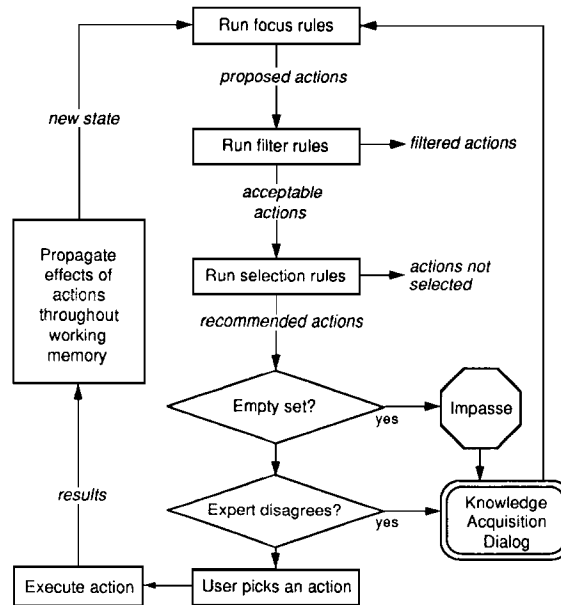 Run focus rules
proposed actions
new state
Run filter rules
filtered actions
acceptable
actions
Propagate
effects of
actions
throughout
working
memory
Run selection rules
actions not
selected
recommended actions
Empty set?
yes
Impasse
results
Expert disagrees?
yes
Knowledge
Acquisition
Dialog
Execute action
User picks an action